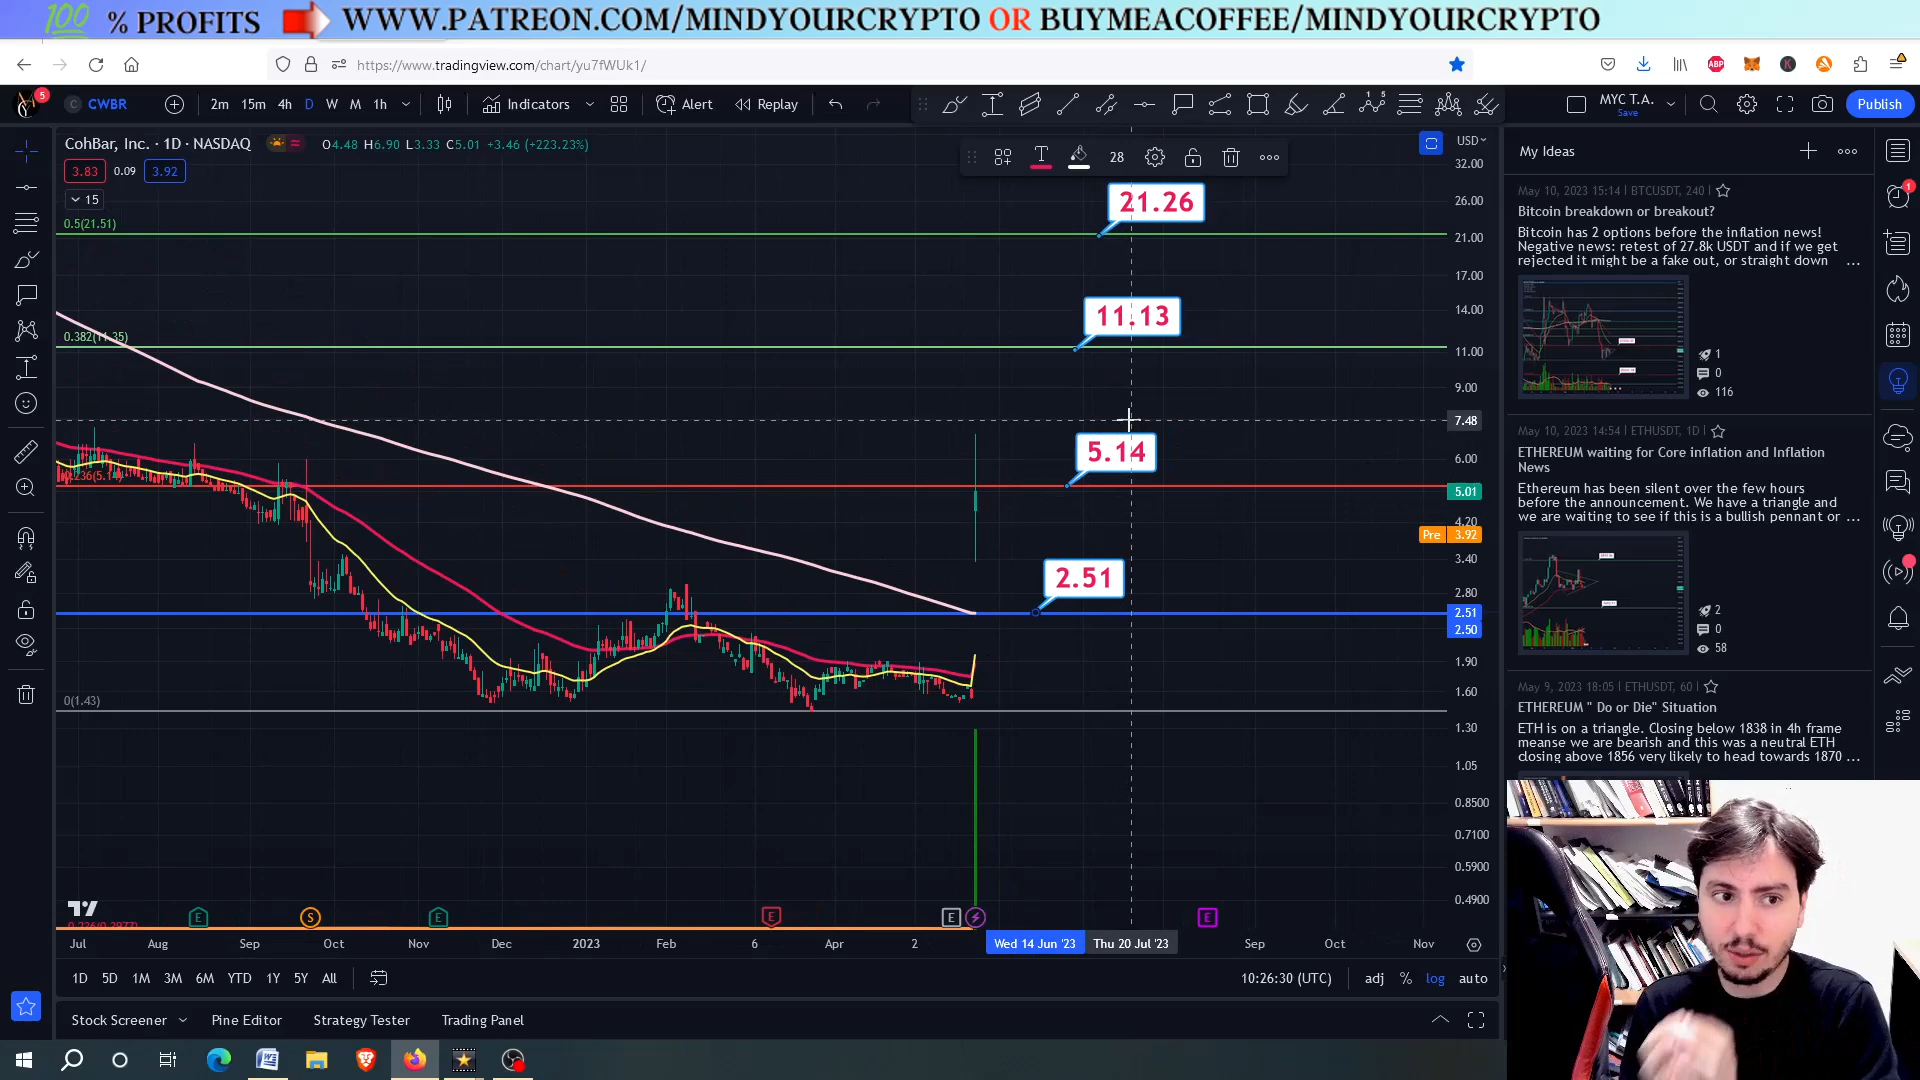 💯 % PROFITS WWW.PATREON.COM/MINDYOURCRYPTO OR BUYMEACOFFEE/MINDYOURCRYPTO
https://www.tradingview.com/chart/yu7fWUk1/
ABP
K
5
C
CWBR
2m 15m 4h D W M 1h
Indicators
Alert
Replay
MYC T.A.
Save
Publish
CohBar, Inc. · 1D · NASDAQ
O4.48 H6.90 L3.33 C5.01 +3.46 (+223.23%)
3.83 0.09 3.92
15
T
28
USD
32.00
26.00
21.00
17.00
14.00
11.00
9.00
7.48
6.00
5.01
4.20
Pre 3.92
3.40
2.80
2.51
2.50
1.90
1.60
1.30
1.05
0.8500
0.7100
0.5900
0.4900
0.5(21.51)
0.382(11.35)
0(1.43)
21.26
11.13
5.14
2.51
E
S
E
E
E
E
Jul Aug Sep Oct Nov Dec 2023 Feb 6 Apr 2 Wed 14 Jun '23 Thu 20 Jul '23 Sep Oct Nov
1D 5D 1M 3M 6M YTD 1Y 5Y All
10:26:30 (UTC)
adj % log auto
Stock Screener
Pine Editor
Strategy Tester
Trading Panel
My Ideas
1
May 10, 2023 15:14 | BTCUSDT, 240
Bitcoin breakdown or breakout?
Bitcoin has 2 options before the inflation news!
Negative news: retest of 27.8k USDT and if we get
rejected it might be a fake out, or straight down ...
1
0
116
May 10, 2023 14:54 | ETHUSDT, 1D
ETHEREUM waiting for Core inflation and Inflation
News
Ethereum has been silent over the few hours
before the announcement. We have a triangle and
we are waiting to see if this is a bullish pennant or ...
2
0
58
May 9, 2023 18:05 | ETHUSDT, 60
ETHEREUM " Do or Die" Situation
ETH is on a triangle. Closing below 1838 in 4h frame
meanse we are bearish and this was a neutral ETH
closing above 1856 very likely to head towards 1870 ...